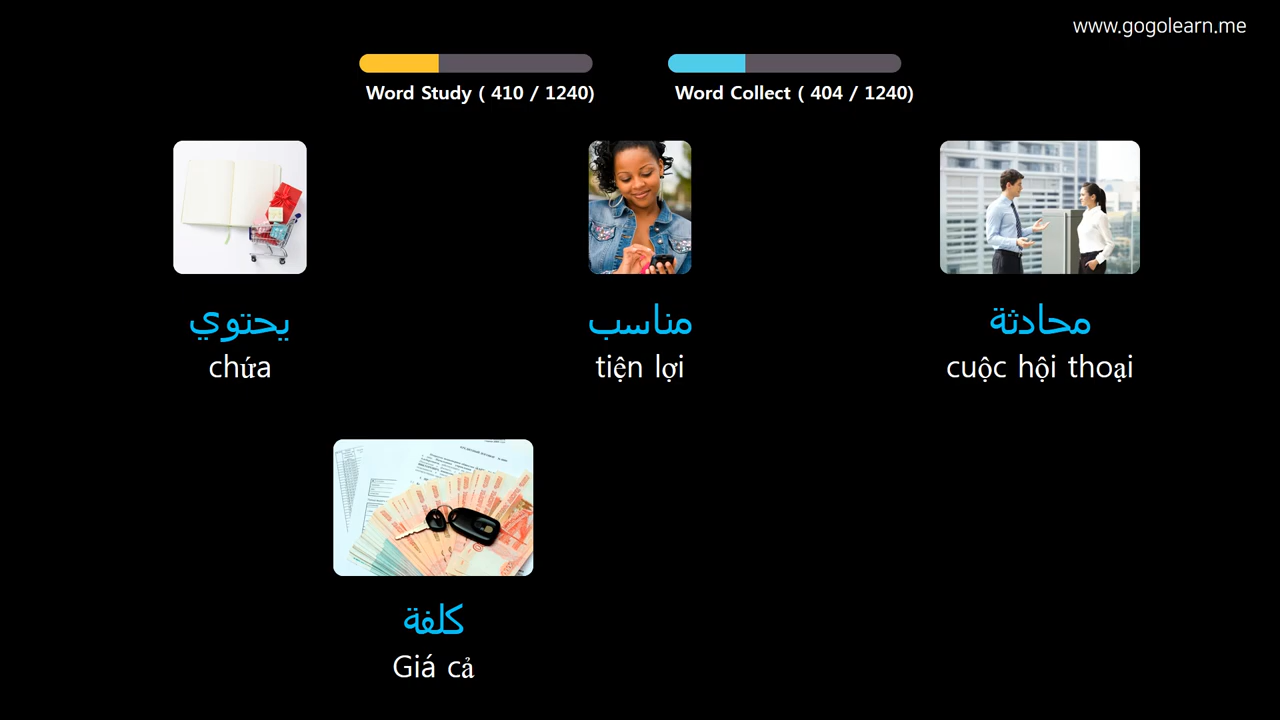 www.gogolearn.me
Word Study ( 410 / 1240)
Word Collect ( 404 / 1240)
يحتوي
chứa
مناسب
tiện lợi
محادثة
cuộc hội thoại
كلفة
Giá cả